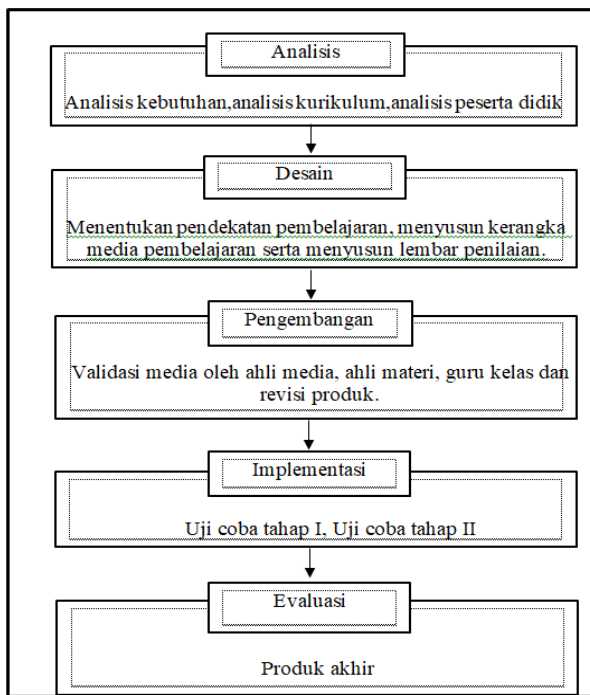 Analisis
Analisis kebutuhan,analisis kurikulum,analisis peserta didik
Desain
Menentukan pendekatan pembelajaran, menyusun kerangka
media pembelajaran serta menyusun lembar penilaian.
Pengembangan
Validasi media oleh ahli media, ahli materi, guru kelas dan
revisi produk.
Implementasi
Uji coba tahap I, Uji coba tahap II
Evaluasi
Produk akhir